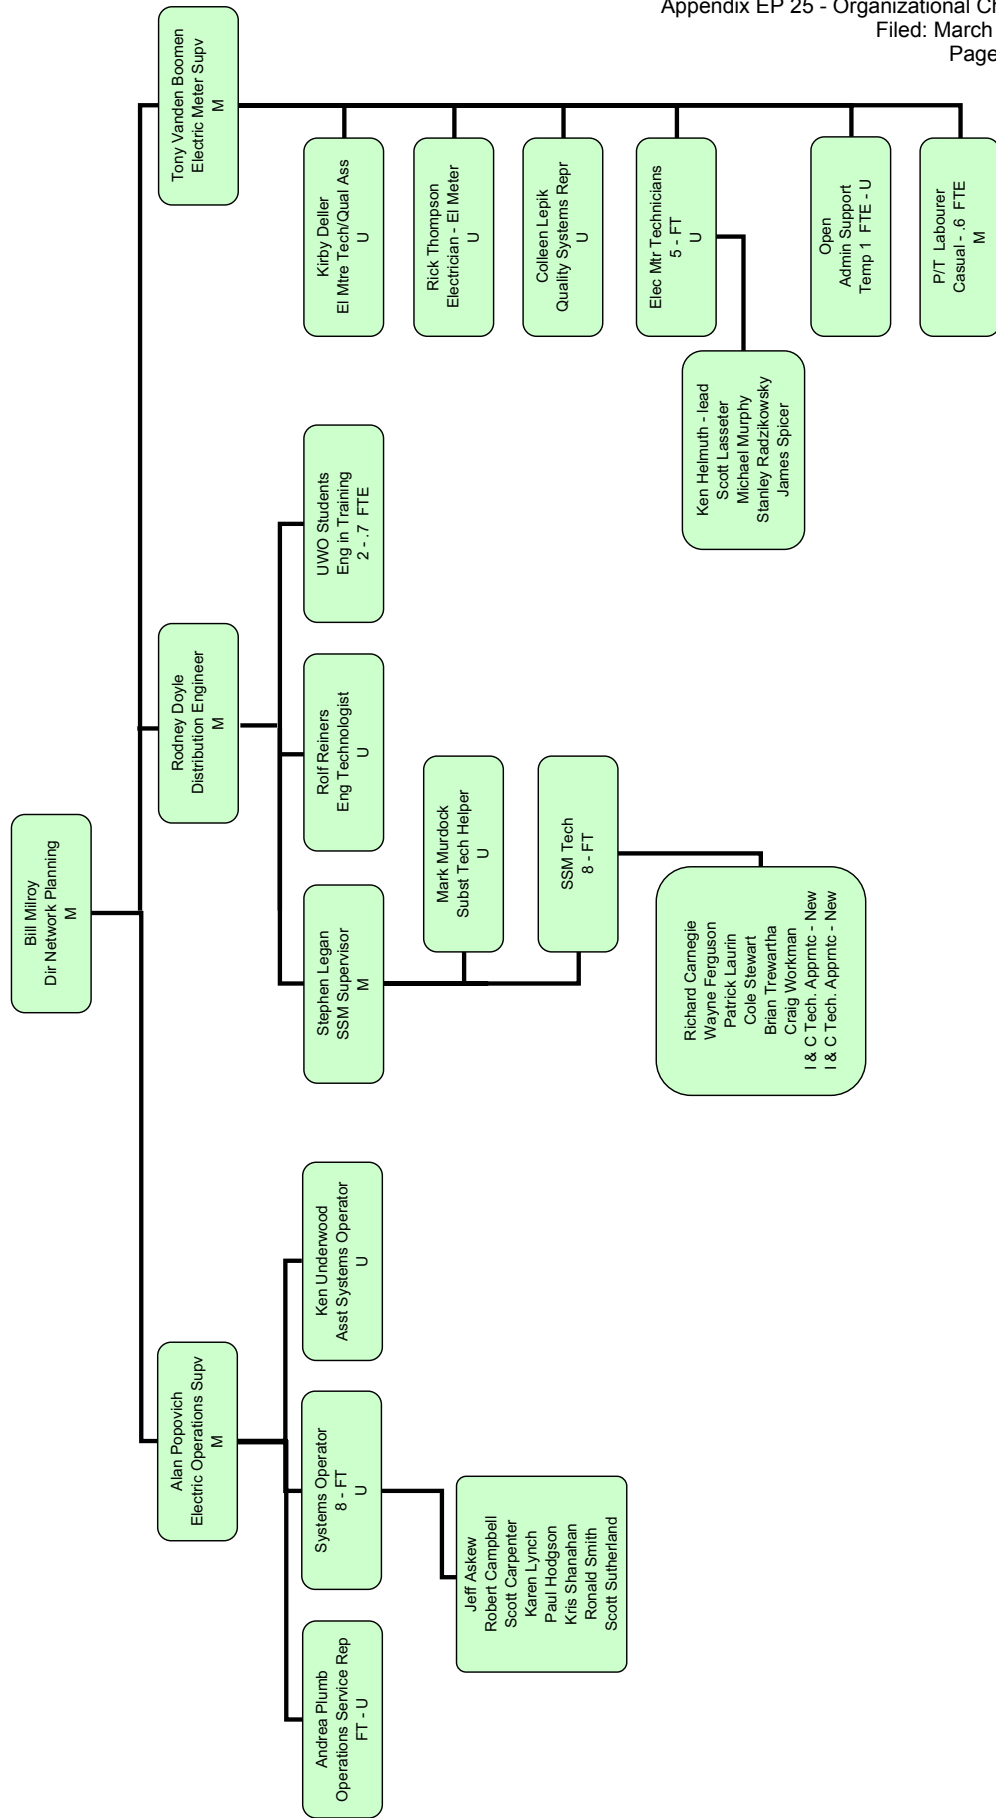 Appendix EP 25 - Organizational Ch
Filed: March
Page
Bill Milroy
Dir Network Planning
M
Alan Popovich
Electric Operations Supv
M
Andrea Plumb
Operations Service Rep
FT - U
Systems Operator
8 - FT
U
Ken Underwood
Asst Systems Operator
U
Jeff Askew
Robert Campbell
Scott Carpenter
Karen Lynch
Paul Hodgson
Kris Shanahan
Ronald Smith
Scott Sutherland
Rodney Doyle
Distribution Engineer
M
Stephen Legan
SSM Supervisor
M
Rolf Reiners
Eng Technologist
U
UWO Students
Eng in Training
2 - .7 FTE
Mark Murdock
Subst Tech Helper
U
SSM Tech
8 - FT
Richard Carnegie
Wayne Ferguson
Patrick Laurin
Cole Stewart
Brian Trewartha
Craig Workman
I & C Tech. Apprntc - New
I & C Tech. Apprntc - New
Tony Vanden Boomen
Electric Meter Supv
M
Kirby Deller
El Mtre Tech/Qual Ass
U
Rick Thompson
Electrician - El Meter
U
Colleen Lepik
Quality Systems Repr
U
Elec Mtr Technicians
5 - FT
U
Ken Helmuth - lead
Scott Lasseter
Michael Murphy
Stanley Radzikowsky
James Spicer
Open
Admin Support
Temp 1 FTE - U
P/T Labourer
Casual - .6 FTE
M